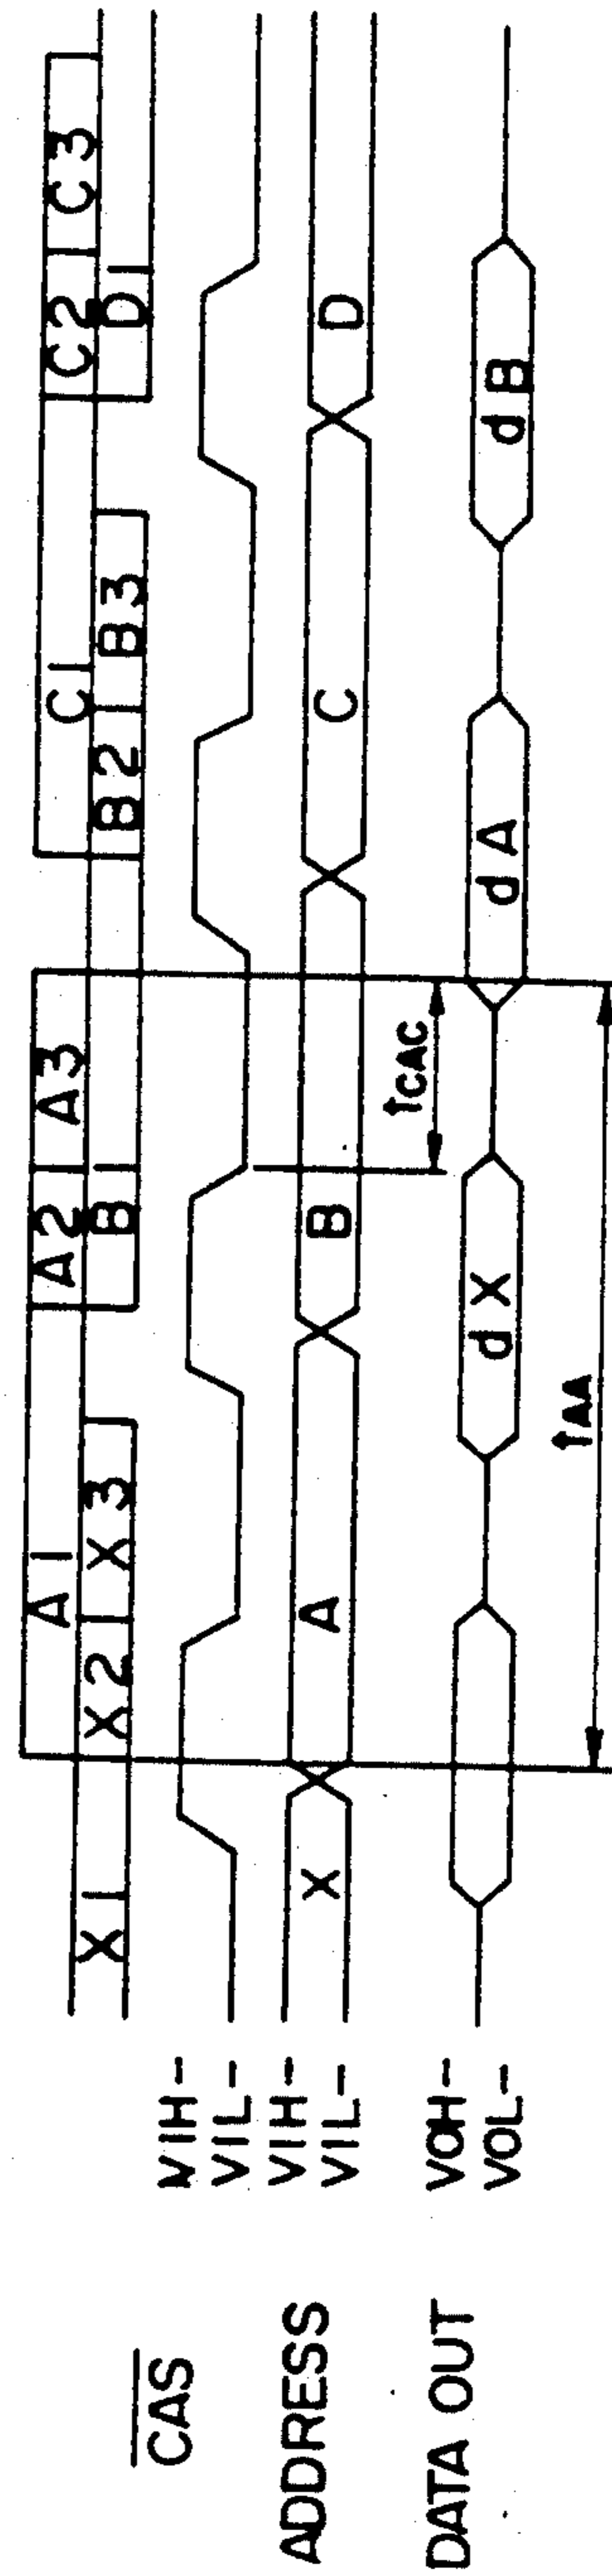 A1 A2 A3 C1 C2 C3
X1 X2 X3 B1 B2 B3 D1
CAS VIH-
VIL-
ADDRESS VIH- X A B C D
VIL-
tCAC
DATA OUT VOH- dX dA dB
VOL-
tAA